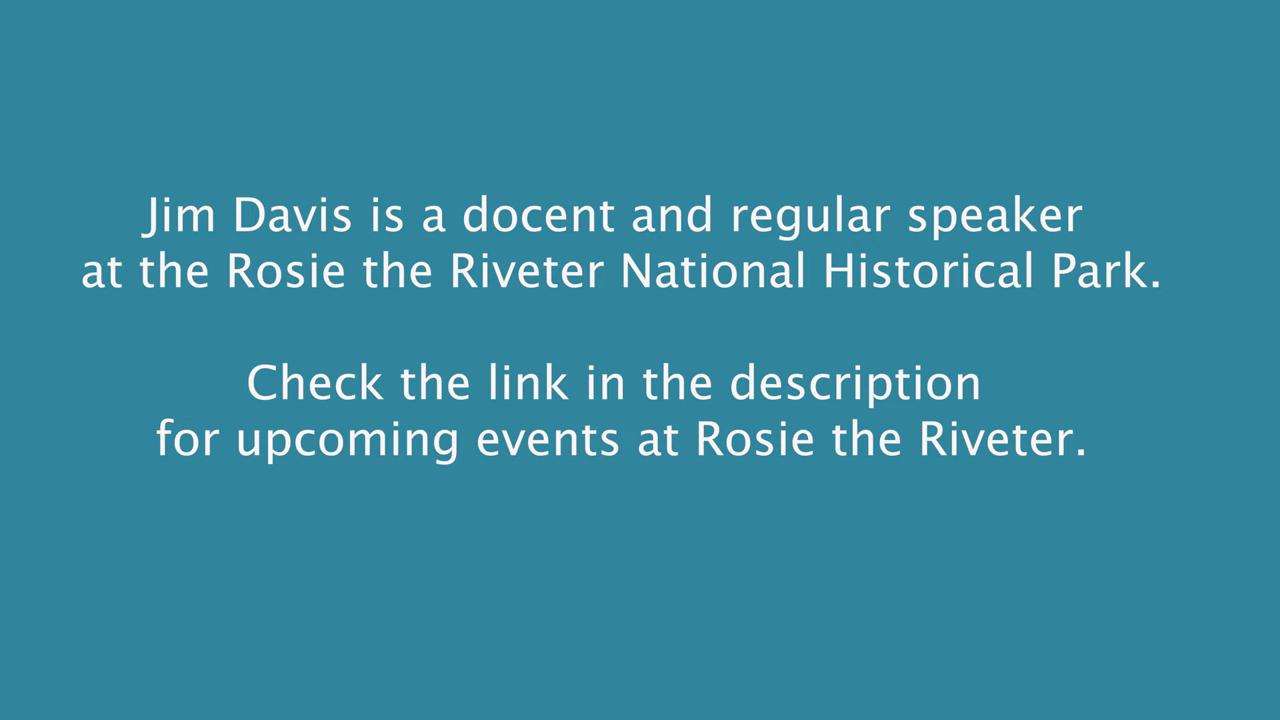 Jim Davis is a docent and regular speaker
at the Rosie the Riveter National Historical Park.
Check the link in the description
for upcoming events at Rosie the Riveter.